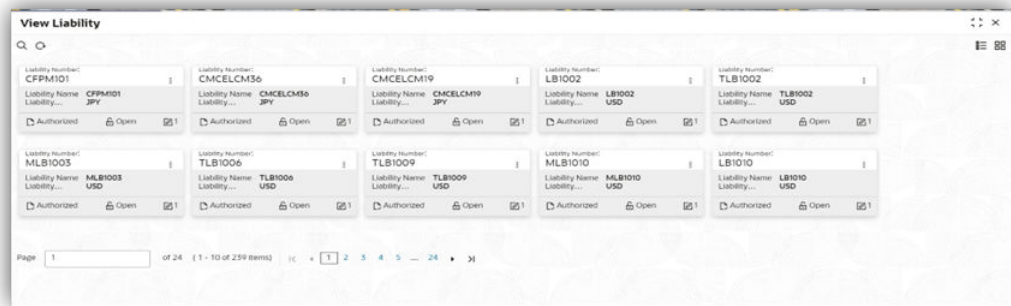 View Liability
Liability Number:
CFPM101
Liability Name CFPM101
Liability.... JPY
Authorized Open 1
Liability Number:
CMCELCM36
Liability Name CMCELCM36
Liability.... JPY
Authorized Open 1
Liability Number:
CMCELCM19
Liability Name CMCELCM19
Liability.... JPY
Authorized Open 1
Liability Number:
LB1002
Liability Name LB1002
Liability.... USD
Authorized Open 1
Liability Number:
TLB1002
Liability Name TLB1002
Liability.... USD
Authorized Open 1
Liability Number:
MLB1003
Liability Name MLB1003
Liability.... USD
Authorized Open 1
Liability Number:
TLB1006
Liability Name TLB1006
Liability.... USD
Authorized Open 1
Liability Number:
TLB1009
Liability Name TLB1009
Liability.... USD
Authorized Open 1
Liability Number:
MLB1010
Liability Name MLB1010
Liability.... USD
Authorized Open 1
Liability Number:
LB1010
Liability Name LB1010
Liability.... USD
Authorized Open 1
Page 1 of 24 (1 - 10 of 239 items) 1 2 3 4 5 ... 24